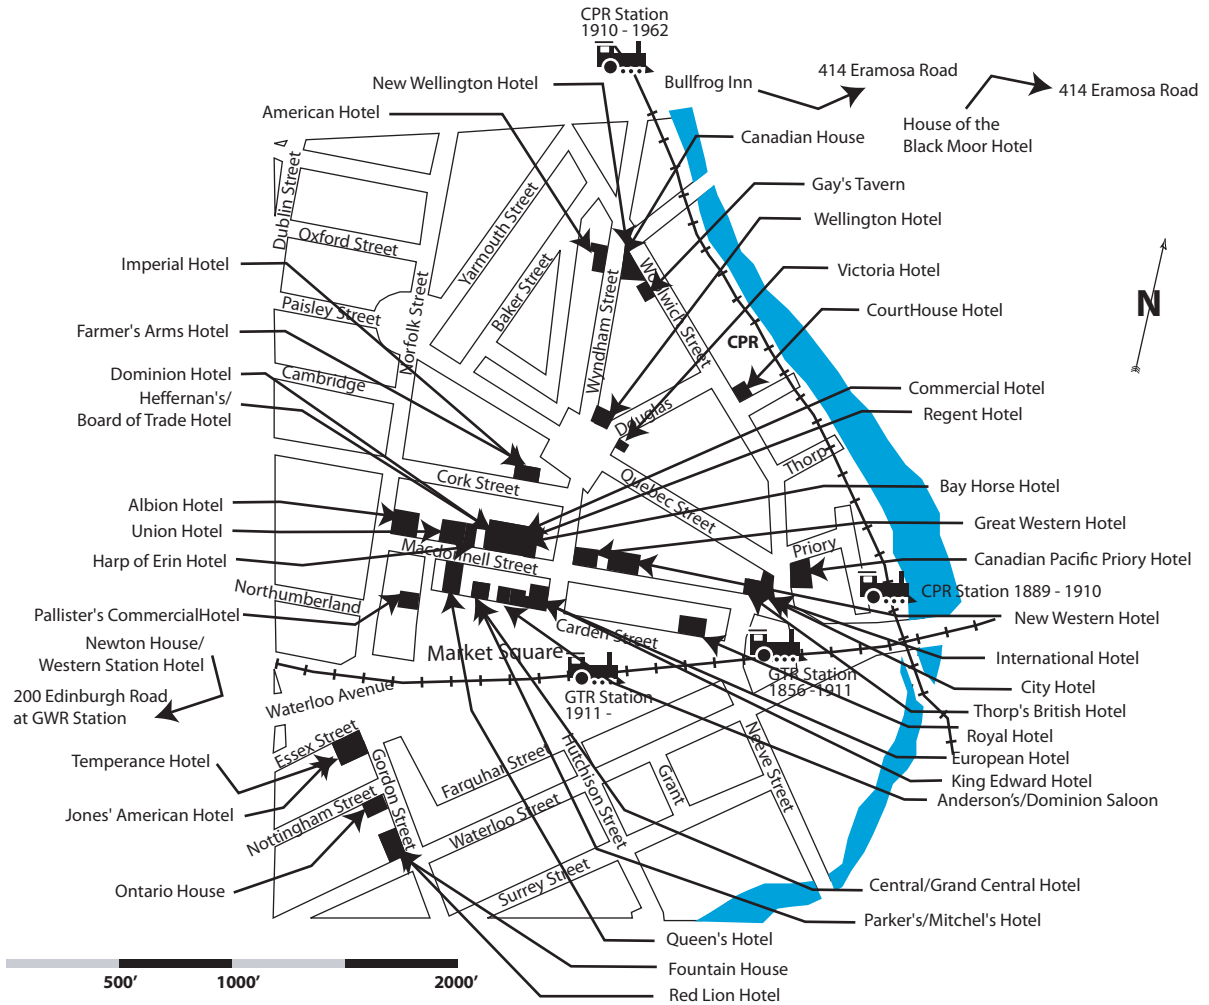 CPR Station
1910 - 1962
New Wellington Hotel
Bullfrog Inn
414 Eramosa Road
414 Eramosa Road
American Hotel
House of the
Black Moor Hotel
Canadian House
Gay's Tavern
Wellington Hotel
Victoria Hotel
CourtHouse Hotel
N
CPR
Imperial Hotel
Farmer's Arms Hotel
Dominion Hotel
Heffernan's/
Board of Trade Hotel
Commercial Hotel
Regent Hotel
Dublin Street
Oxford Street
Paisley Street
Norfolk Street
Yarmouth Street
Baker Street
Wyndham Street
Woolwich Street
Cambridge
Douglas
Thorp
Cork Street
Quebec Street
Priory
Macdonnell Street
Northumberland
Carden Street
Market Square
Albion Hotel
Union Hotel
Harp of Erin Hotel
Pallister's CommercialHotel
Newton House/
Western Station Hotel
200 Edinburgh Road
at GWR Station
Bay Horse Hotel
Great Western Hotel
Canadian Pacific Priory Hotel
CPR Station 1889 - 1910
New Western Hotel
International Hotel
City Hotel
Thorp's British Hotel
Royal Hotel
European Hotel
King Edward Hotel
Anderson's/Dominion Saloon
GTR Station
1856 -1911
GTR Station
1911 -
Waterloo Avenue
Essex Street
Nottingham Street
Gordon Street
Farquhar Street
Waterloo Street
Hutchison Street
Surrey Street
Grant
Neeve Street
Temperance Hotel
Jones' American Hotel
Ontario House
Central/Grand Central Hotel
Parker's/Mitchel's Hotel
Queen's Hotel
Fountain House
Red Lion Hotel
500'
1000'
2000'